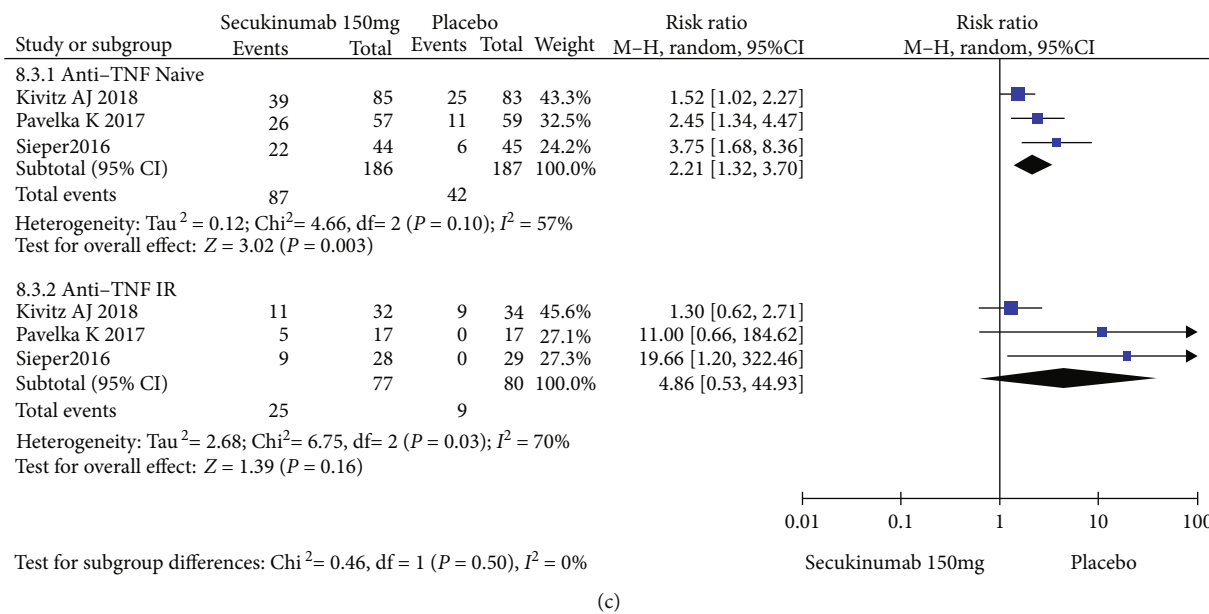 Secukinumab 150mg Placebo Risk ratio Risk ratio
Study or subgroup Events Total Events Total Weight M–H, random, 95%CI M–H, random, 95%CI
8.3.1 Anti–TNF Naive
Kivitz AJ 2018 39 85 25 83 43.3% 1.52 [1.02, 2.27]
Pavelka K 2017 26 57 11 59 32.5% 2.45 [1.34, 4.47]
Sieper2016 22 44 6 45 24.2% 3.75 [1.68, 8.36]
Subtotal (95% CI) 186 187 100.0% 2.21 [1.32, 3.70]
Total events 87 42
Heterogeneity: Tau² = 0.12; Chi²= 4.66, df= 2 (P = 0.10); I² = 57%
Test for overall effect: Z = 3.02 (P = 0.003)
8.3.2 Anti–TNF IR
Kivitz AJ 2018 11 32 9 34 45.6% 1.30 [0.62, 2.71]
Pavelka K 2017 5 17 0 17 27.1% 11.00 [0.66, 184.62]
Sieper2016 9 28 0 29 27.3% 19.66 [1.20, 322.46]
Subtotal (95% CI) 77 80 100.0% 4.86 [0.53, 44.93]
Total events 25 9
Heterogeneity: Tau²= 2.68; Chi²= 6.75, df= 2 (P = 0.03); I² = 70%
Test for overall effect: Z = 1.39 (P = 0.16)
0.01 0.1 1 10 100
Test for subgroup differences: Chi²= 0.46, df = 1 (P = 0.50), I² = 0% Secukinumab 150mg Placebo
(c)